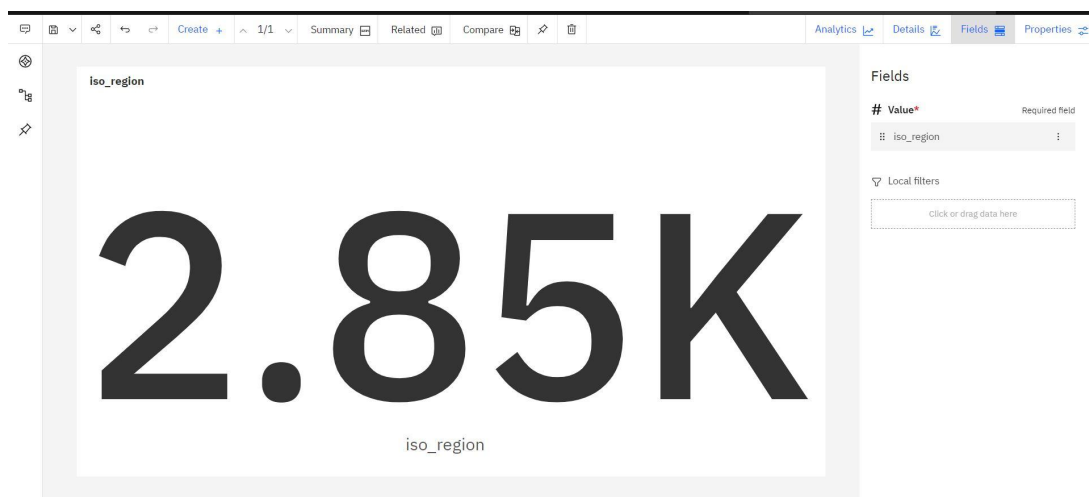 Create + 1/1 Summary Related Compare Analytics Details Fields Properties
iso_region
2.85K
iso_region
Fields
# Value* Required field
iso_region
Local filters
Click or drag data here